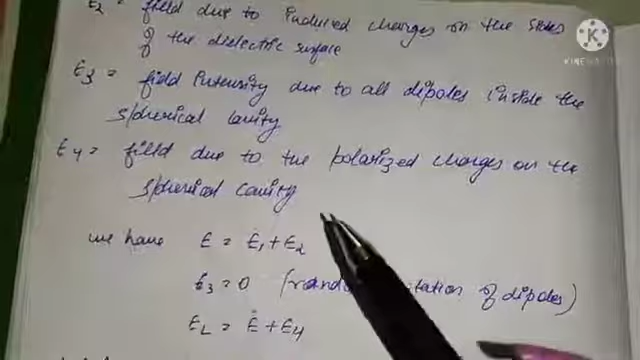 E2 = field due to induced charges on the sides
of the dielectric surface
E3 = field intensity due to all dipoles inside the
spherical cavity
E4 = field due to the polarized charges on the
spherical cavity
we have E = E1 + E2
E3 = 0 ( of dipoles)
EL = E + E4
KINEMASTER